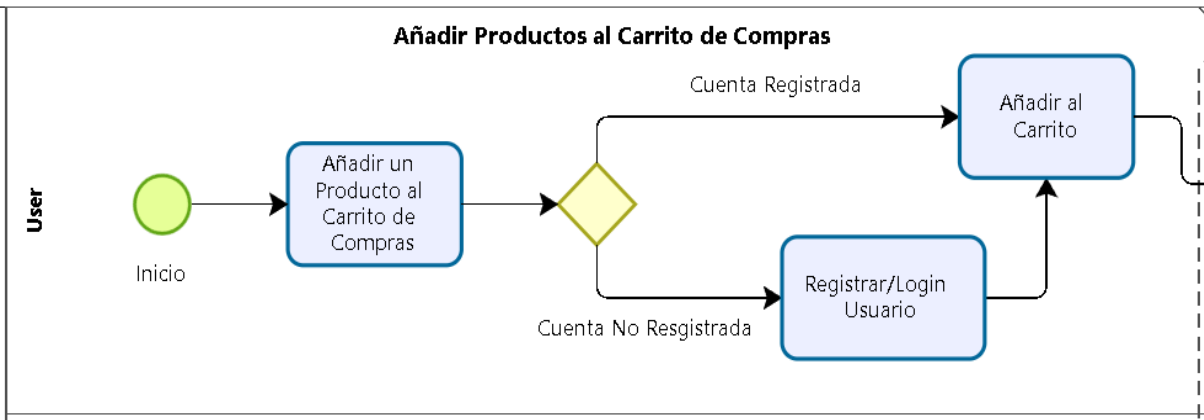 Añadir Productos al Carrito de Compras
User
Inicio
Añadir un
Producto al
Carrito de
Compras
Cuenta Registrada
Cuenta No Resgistrada
Registrar/Login
Usuario
Añadir al
Carrito